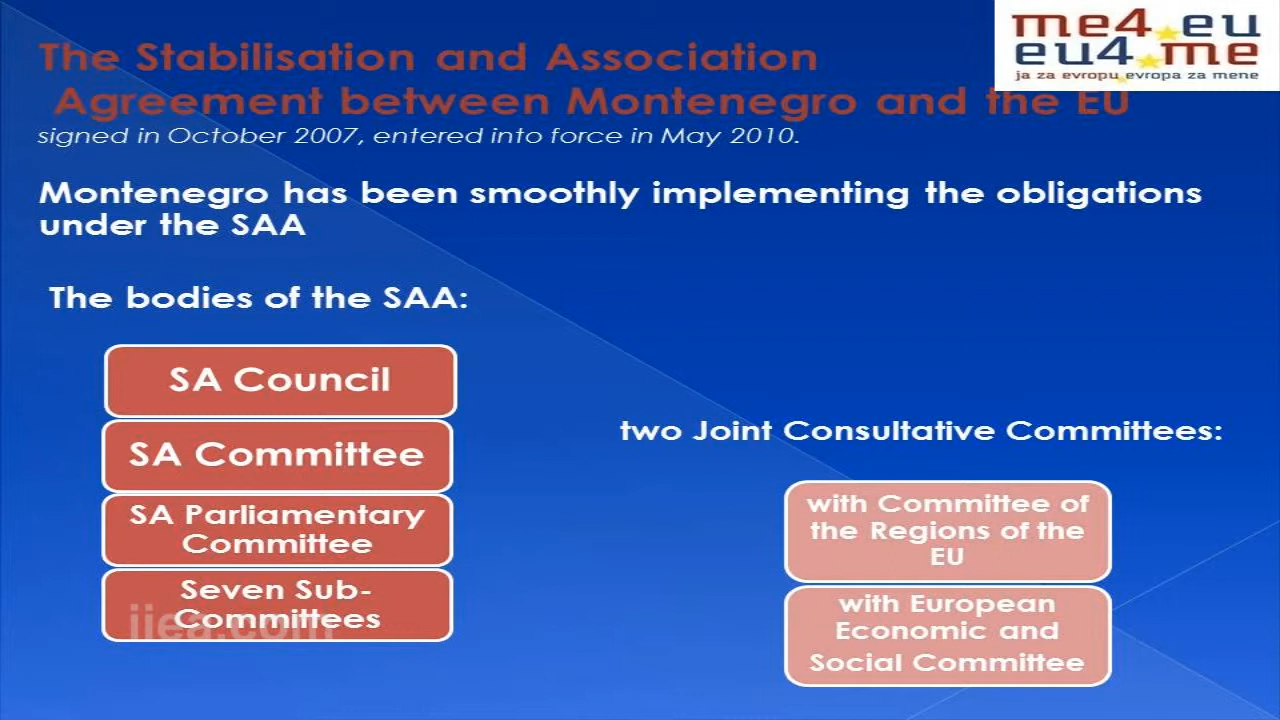 The Stabilisation and Association
Agreement between Montenegro and the EU
signed in October 2007, entered into force in May 2010.
me4.eu
eu4.me
ja za evropu evropa za mene
Montenegro has been smoothly implementing the obligations
under the SAA
The bodies of the SAA:
SA Council
SA Committee
SA Parliamentary
Committee
Seven Sub-
Committees
iiea.com
two Joint Consultative Committees:
with Committee of
the Regions of the
EU
with European
Economic and
Social Committee